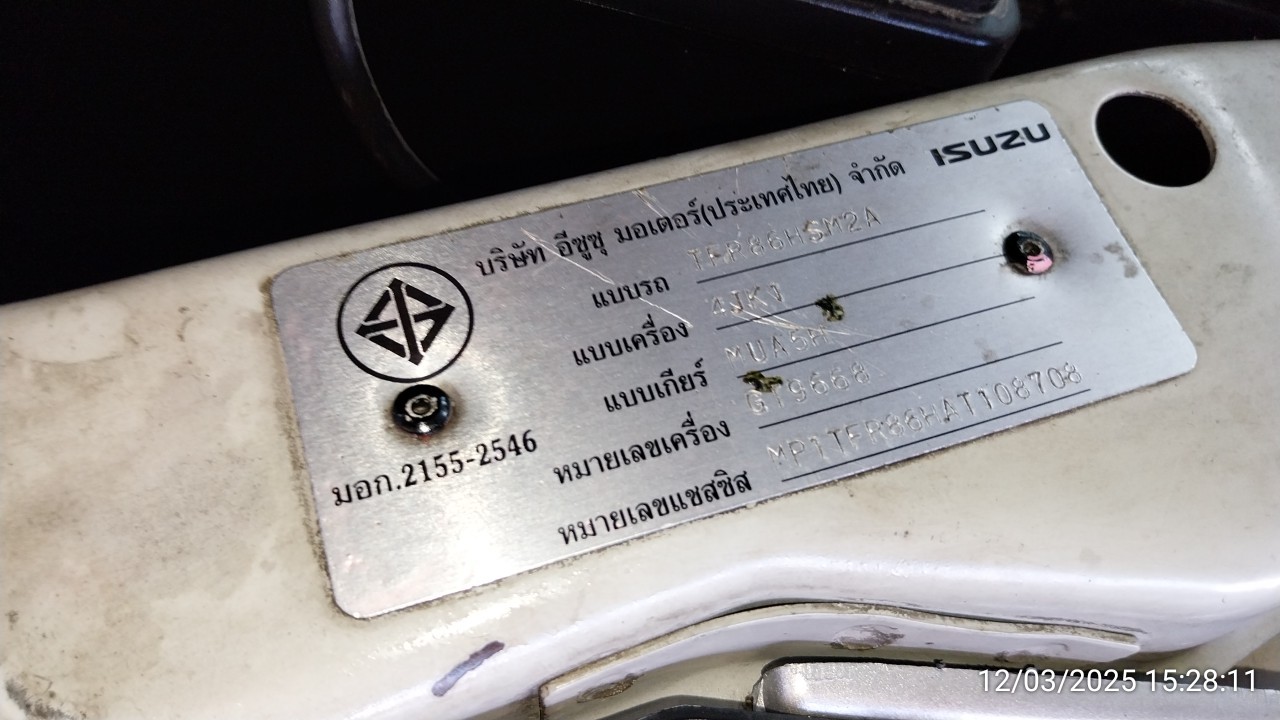 ISUZU
บริษัท อีซูซุ มอเตอร์(ประเทศไทย) จำกัด
แบบรถ TFR86HSM2A
แบบเครื่อง 4JK1
แบบเกียร์ MUA5H
หมายเลขเครื่อง GT9668
หมายเลขแชสซิส MP1TFR86HAT108708
มอก.2155-2546
12/03/2025 15:28:11